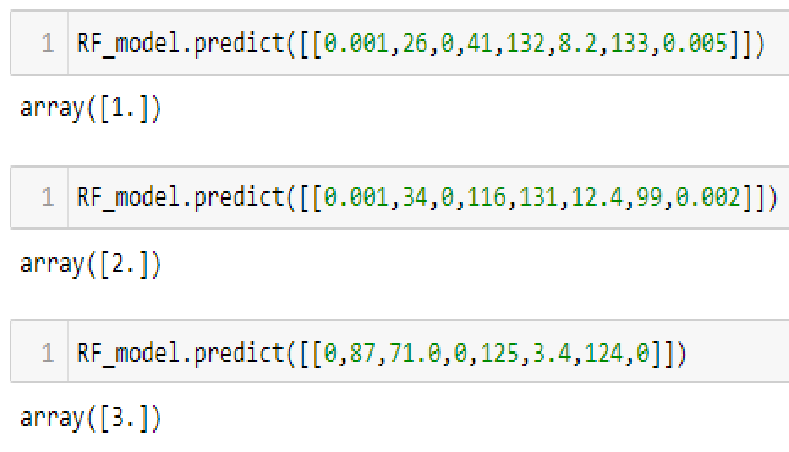 1 RF_model.predict([[0.001,26,0,41,132,8.2,133,0.005]])
array([1.])
1 RF_model.predict([[0.001,34,0,116,131,12.4,99,0.002]])
array([2.])
1 RF_model.predict([[0,87,71.0,0,125,3.4,124,0]])
array([3.])